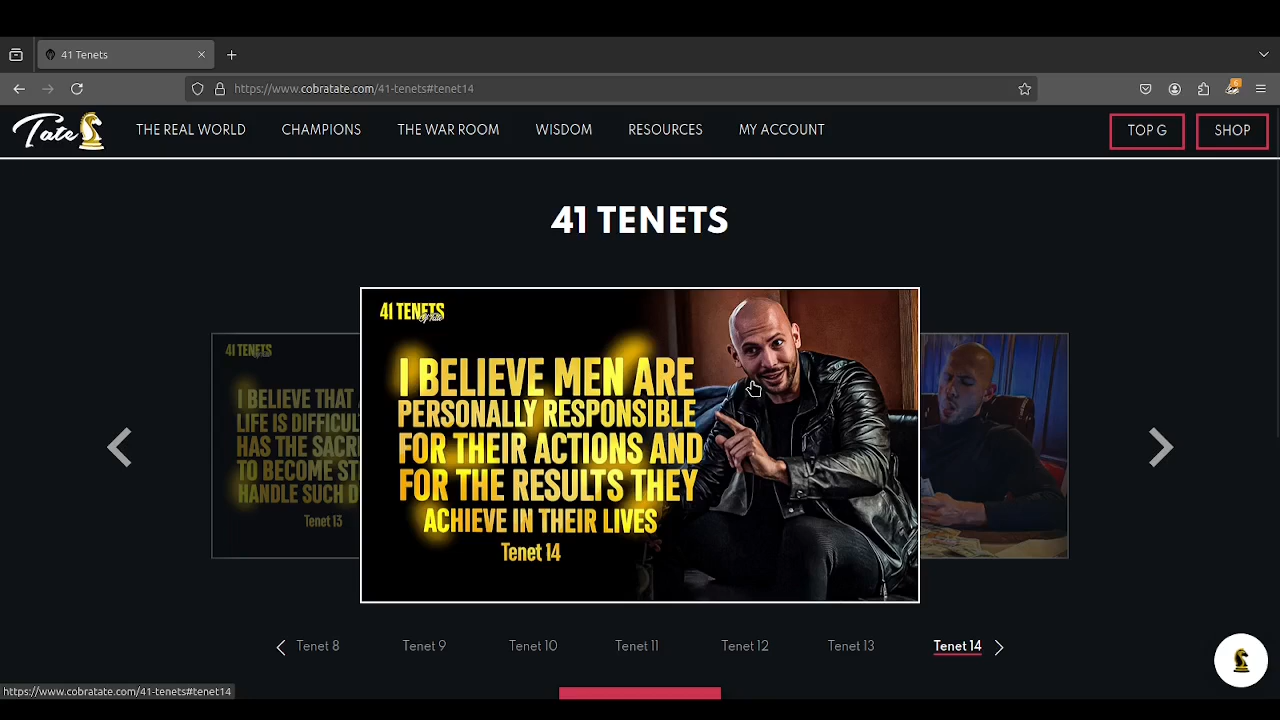 41 Tenets
https://www.cobratate.com/41-tenets#tenet14
6
Tate
THE REAL WORLD
CHAMPIONS
THE WAR ROOM
WISDOM
RESOURCES
MY ACCOUNT
TOP G
SHOP
41 TENETS
41 TENETS
I BELIEVE THAT
LIFE IS DIFFICUL
HAS THE SACR
TO BECOME ST
HANDLE SUCH D
Tenet 13
41 TENETS
I BELIEVE MEN ARE
PERSONALLY RESPONSIBLE
FOR THEIR ACTIONS AND
FOR THE RESULTS THEY
ACHIEVE IN THEIR LIVES
Tenet 14
Tenet 8
Tenet 9
Tenet 10
Tenet 11
Tenet 12
Tenet 13
Tenet 14
https://www.cobratate.com/41-tenets#tenet14